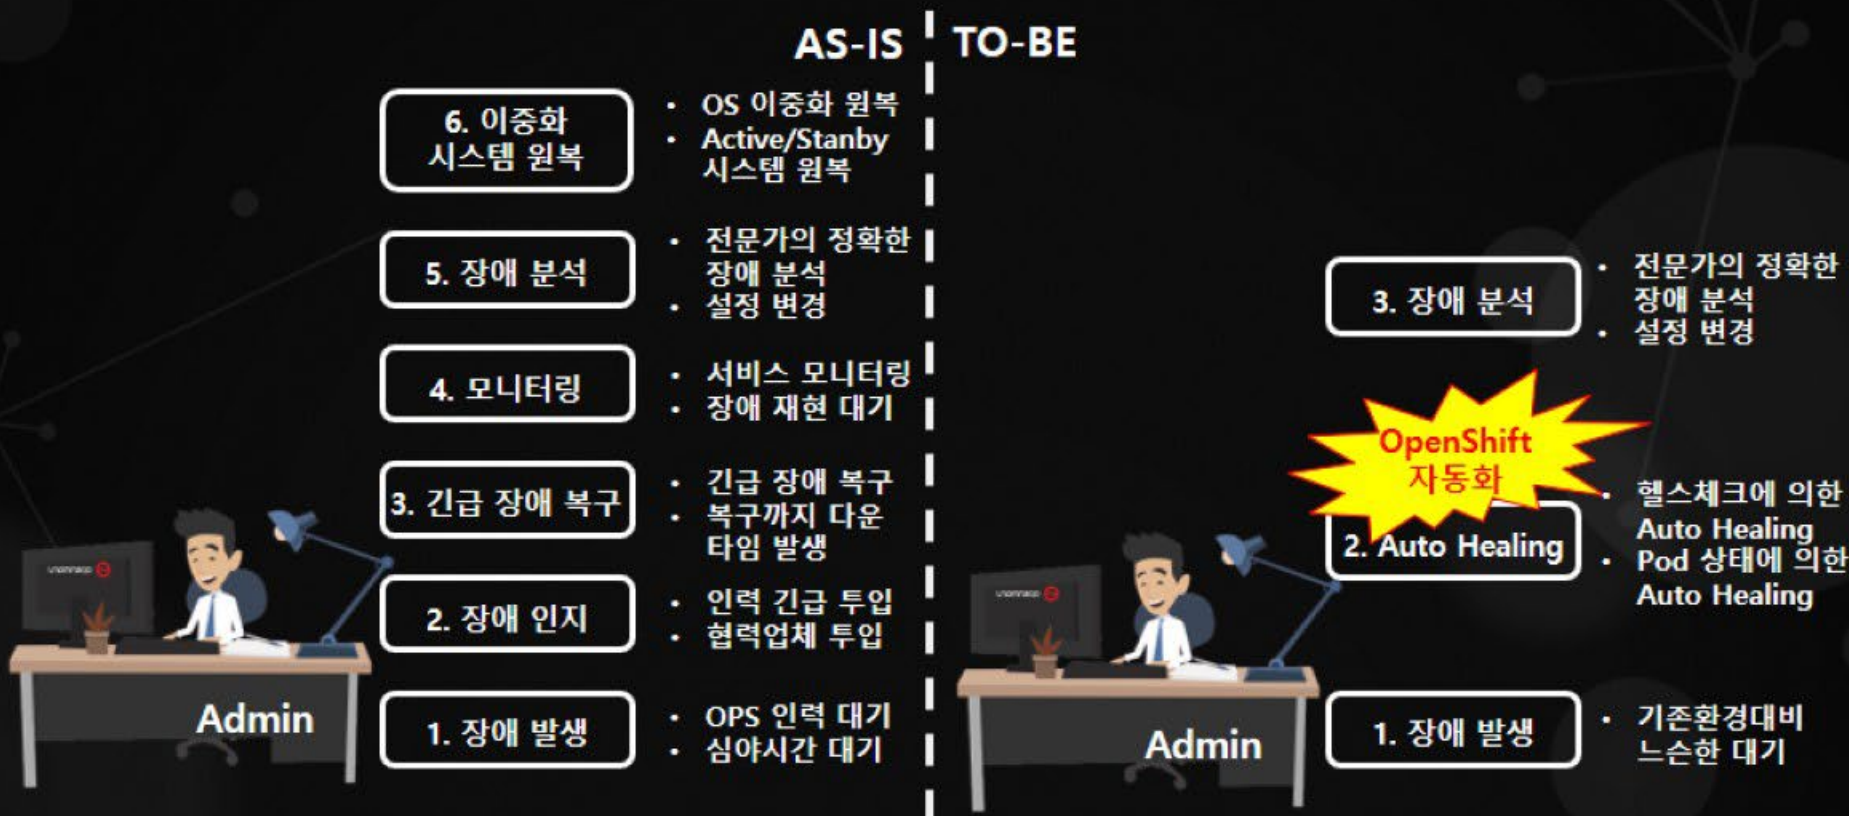 AS-IS
6. 이중화
시스템 원복
• OS 이중화 원복
• Active/Stanby
시스템 원복
5. 장애 분석
• 전문가의 정확한
장애 분석
• 설정 변경
4. 모니터링
• 서비스 모니터링
• 장애 재현 대기
3. 긴급 장애 복구
• 긴급 장애 복구
• 복구까지 다운
타임 발생
2. 장애 인지
• 인력 긴급 투입
• 협력업체 투입
1. 장애 발생
• OPS 인력 대기
• 심야시간 대기
Admin
TO-BE
3. 장애 분석
• 전문가의 정확한
장애 분석
• 설정 변경
OpenShift
자동화
2. Auto Healing
• 헬스체크에 의한
Auto Healing
• Pod 상태에 의한
Auto Healing
1. 장애 발생
• 기존환경대비
느슨한 대기
Admin